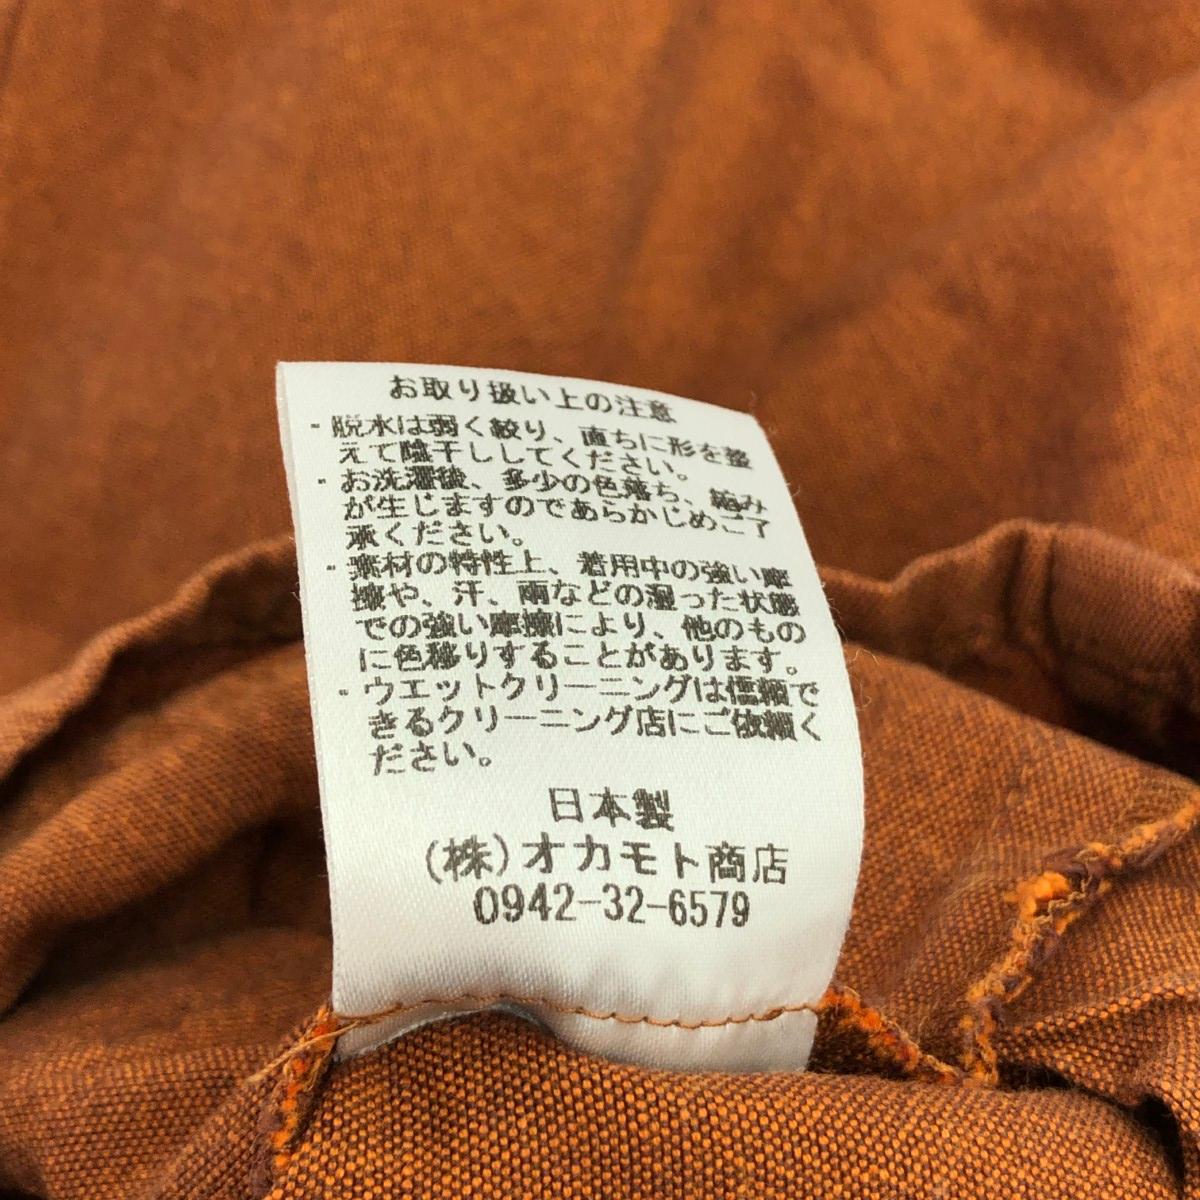 お取り扱い上の注意
・脱水は弱く絞り、直ちに形を整
えて陰干ししてください。
・お洗濯後、多少の色落ち、縮み
が生じますのであらかじめご了
承ください。
・素材の特性上、着用中の強い摩
擦や、汗、雨などの湿った状態
での強い摩擦により、他のもの
に色移りすることがあります。
・ウエットクリーニングは信頼で
きるクリーニング店にご依頼く
ださい。
日本製
(株)オカモト商店
0942-32-6579